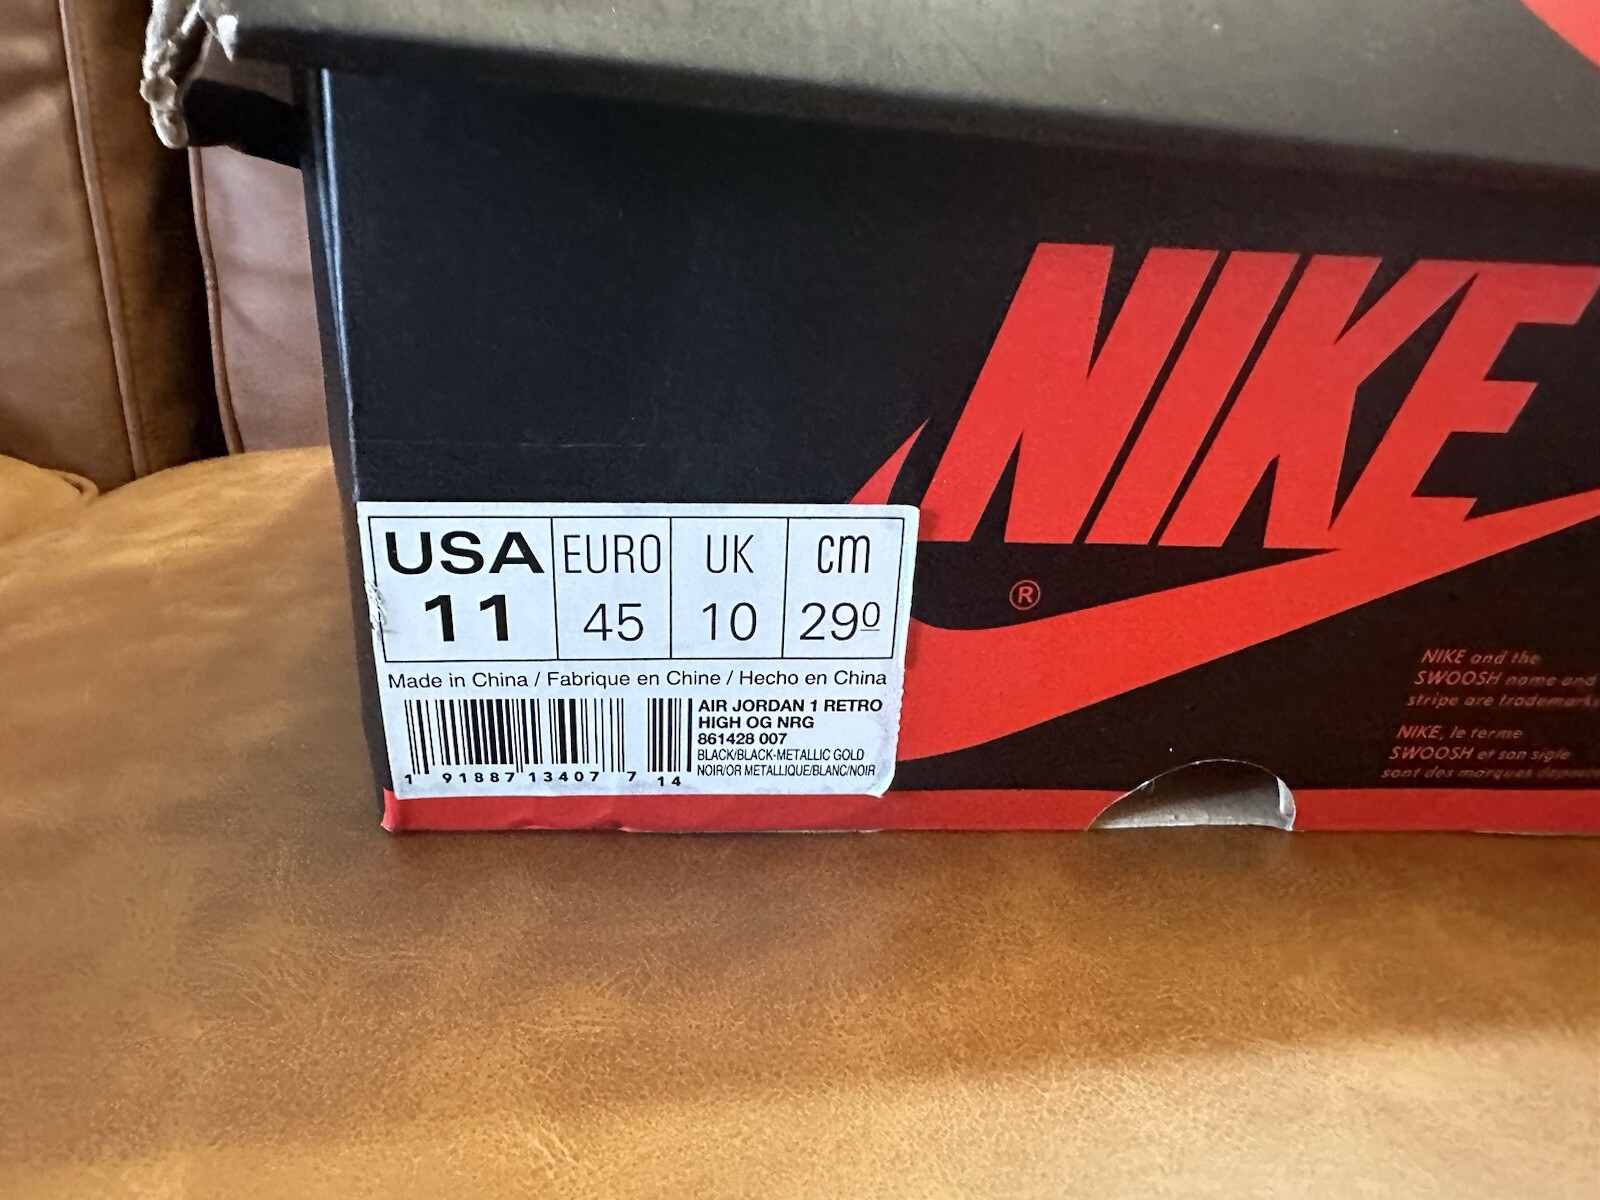 NIKE
®
USA EURO UK cm
11 45 10 290
Made in China / Fabrique en Chine / Hecho en China
AIR JORDAN 1 RETRO
HIGH OG NRG
861428 007
BLACK/BLACK-METALLIC GOLD
NOIR/OR METALLIQUE/BLANC/NOIR
1 91887 13407 7 14
NIKE and the
SWOOSH name and
stripe are trademarks
NIKE, le terme
SWOOSH et son sigle
sont des marques